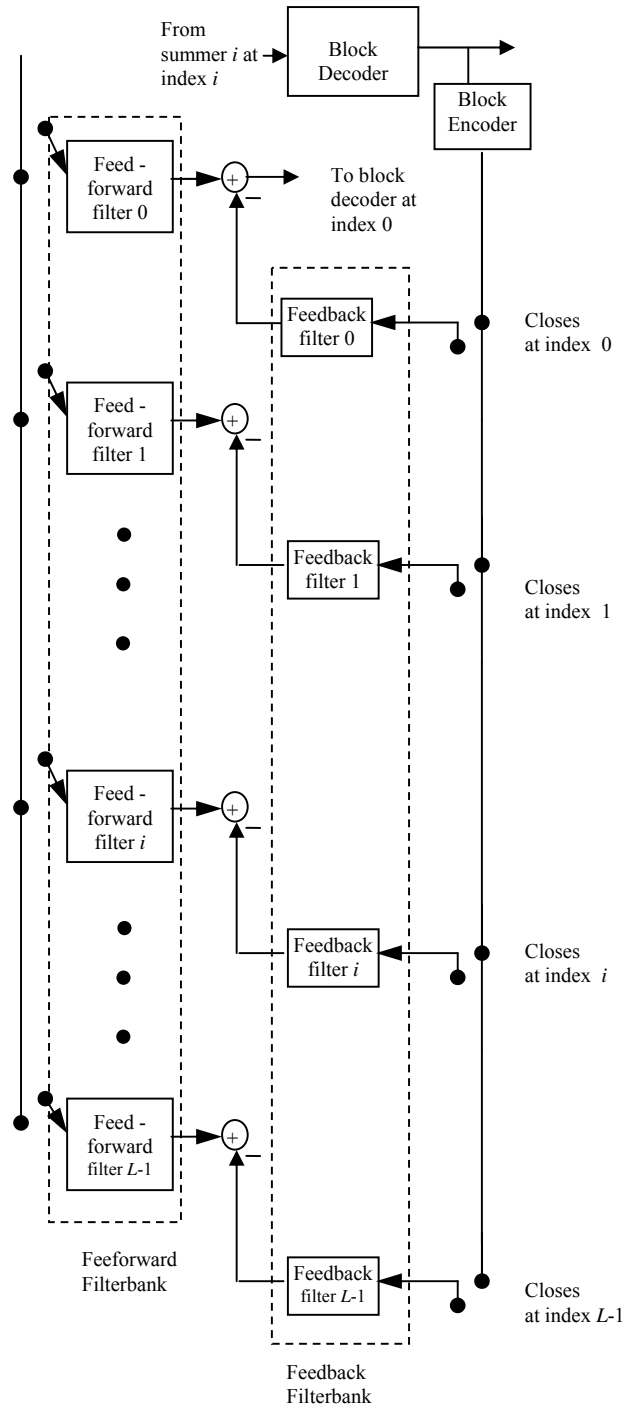 From
summer i at
index i
Block
Decoder
Block
Encoder
Feed -
forward
filter 0
+
−
To block
decoder at
index 0
Feedback
filter 0
Closes
at index 0
Feed -
forward
filter 1
+
−
Feedback
filter 1
Closes
at index 1
Feed -
forward
filter i
+
−
Feedback
filter i
Closes
at index i
Feed -
forward
filter L-1
+
−
Feeforward
Filterbank
Feedback
filter L-1
Closes
at index L-1
Feedback
Filterbank